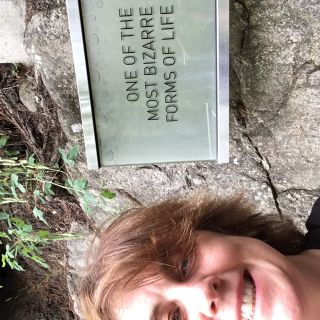 ONE OF THE
MOST BIZARRE
FORMS OF LIFE